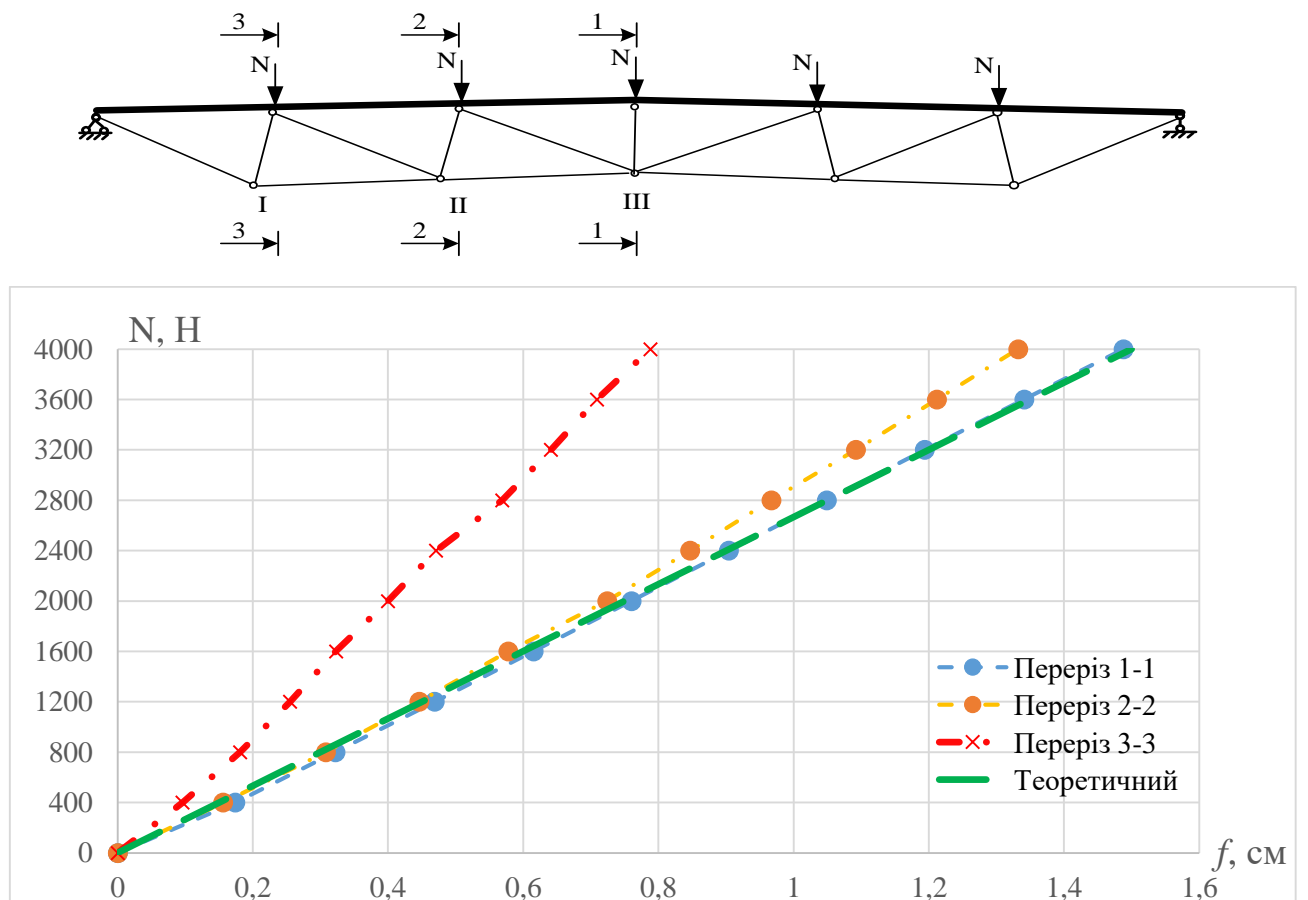 3 2 1
N N N N N
I II III
3 2 1
N, Н
4000
3600
3200
2800
2400
2000
1600
1200
800
400
0
Переріз 1-1
Переріз 2-2
Переріз 3-3
Теоретичний
f, см
0 0,2 0,4 0,6 0,8 1 1,2 1,4 1,6